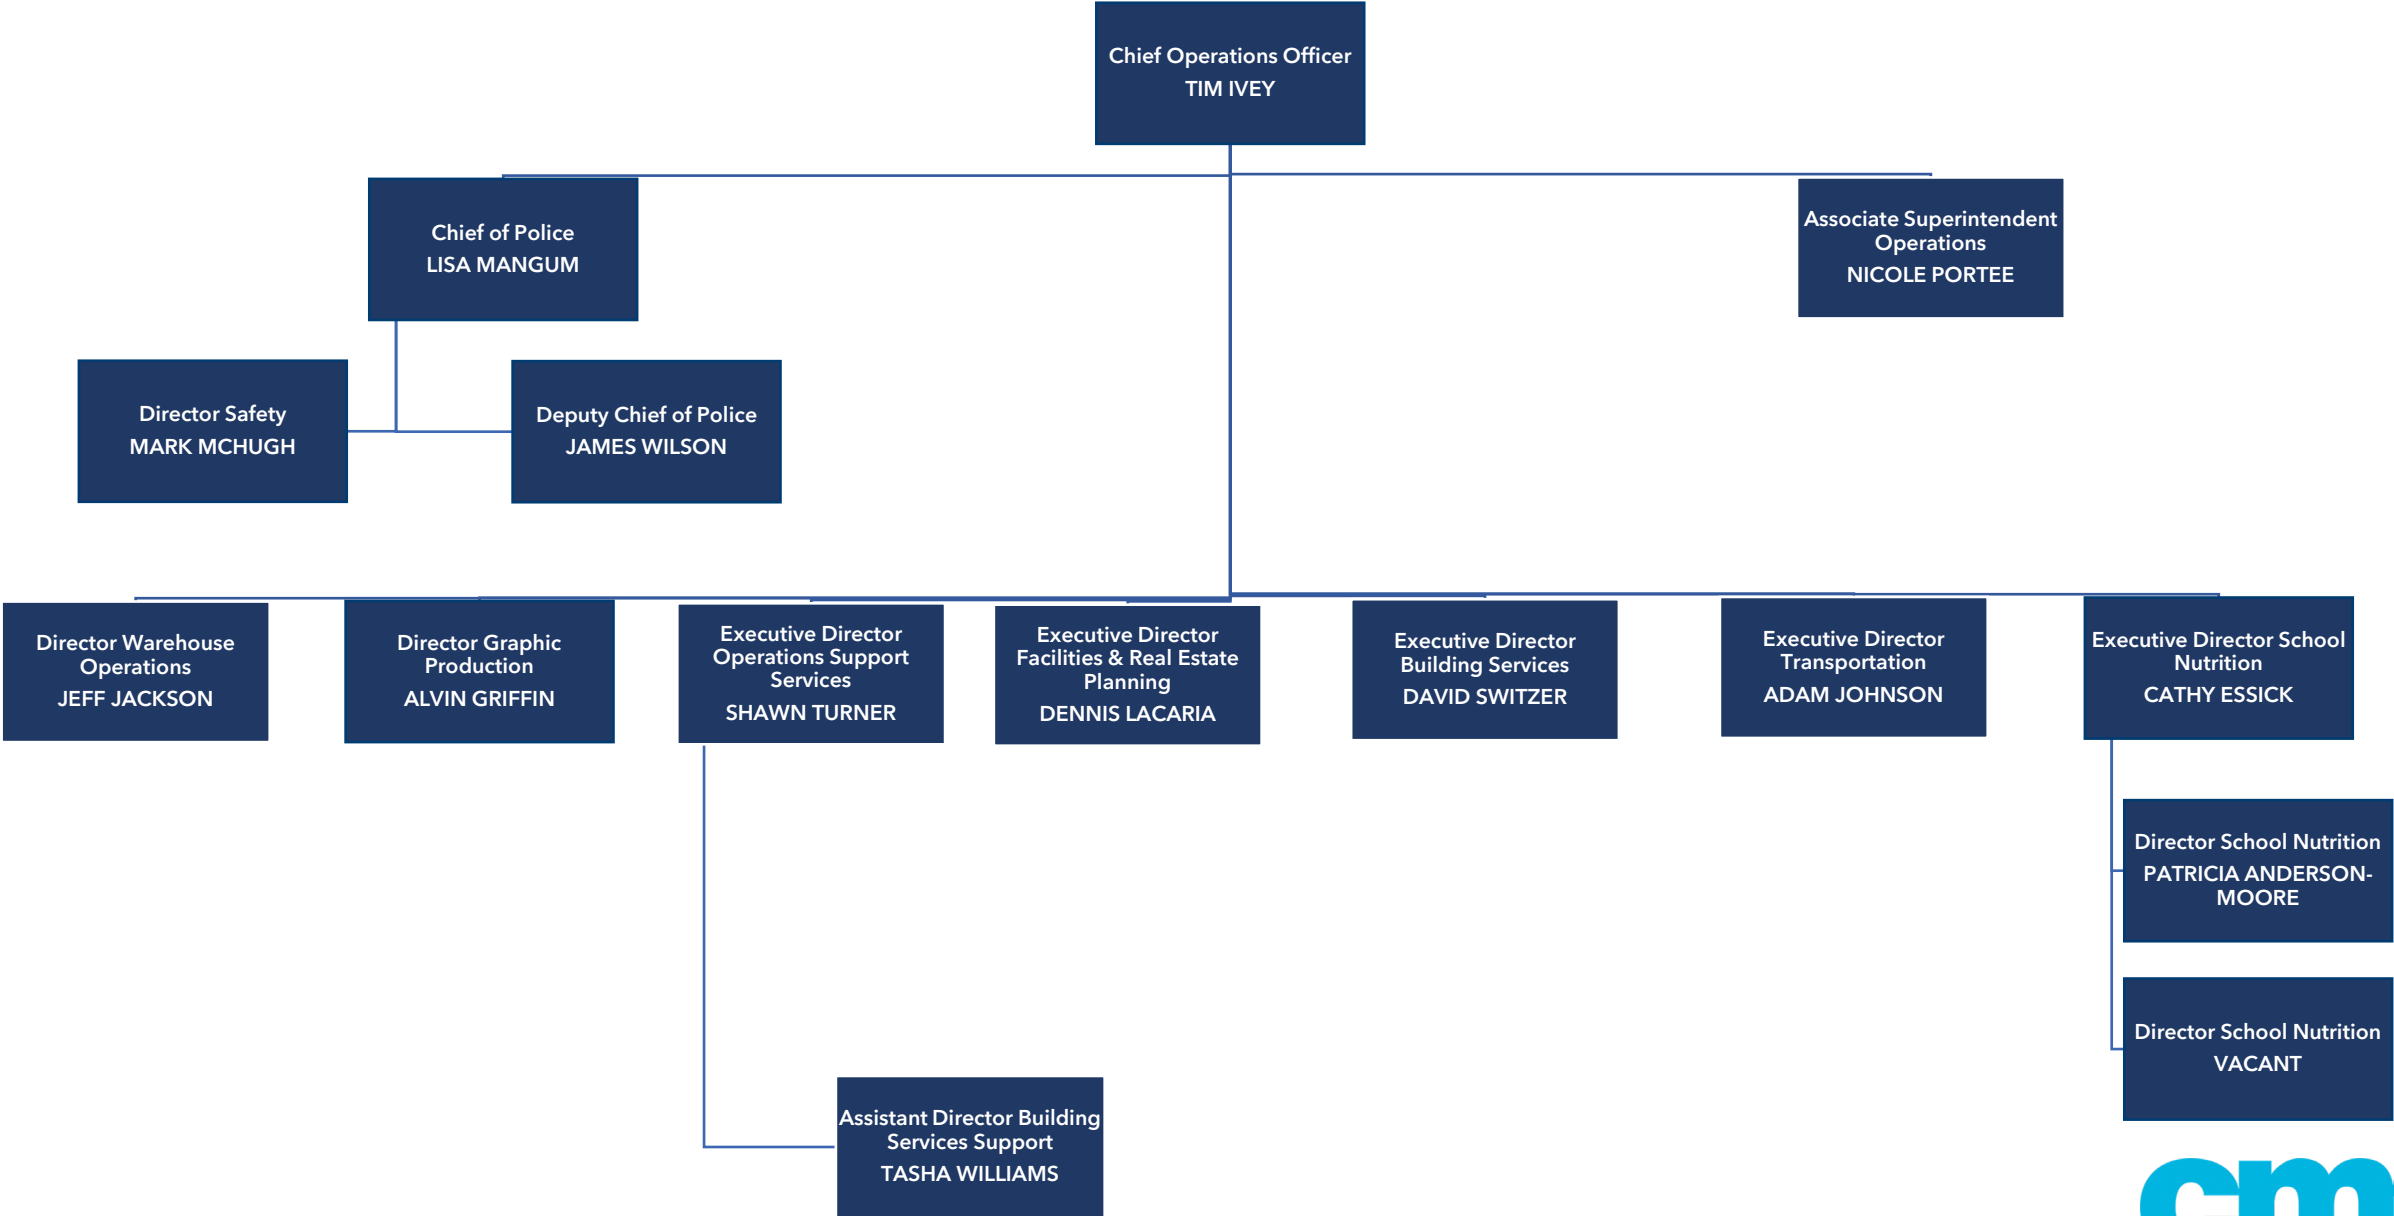 Chief Operations Officer
TIM IVEY
Chief of Police
LISA MANGUM
Associate Superintendent
Operations
NICOLE PORTEE
Director Safety
MARK MCHUGH
Deputy Chief of Police
JAMES WILSON
Director Warehouse
Operations
JEFF JACKSON
Director Graphic
Production
ALVIN GRIFFIN
Executive Director
Operations Support
Services
SHAWN TURNER
Executive Director
Facilities & Real Estate
Planning
DENNIS LACARIA
Executive Director
Building Services
DAVID SWITZER
Executive Director
Transportation
ADAM JOHNSON
Executive Director School
Nutrition
CATHY ESSICK
Director School Nutrition
PATRICIA ANDERSON-
MOORE
Director School Nutrition
VACANT
Assistant Director Building
Services Support
TASHA WILLIAMS
cm